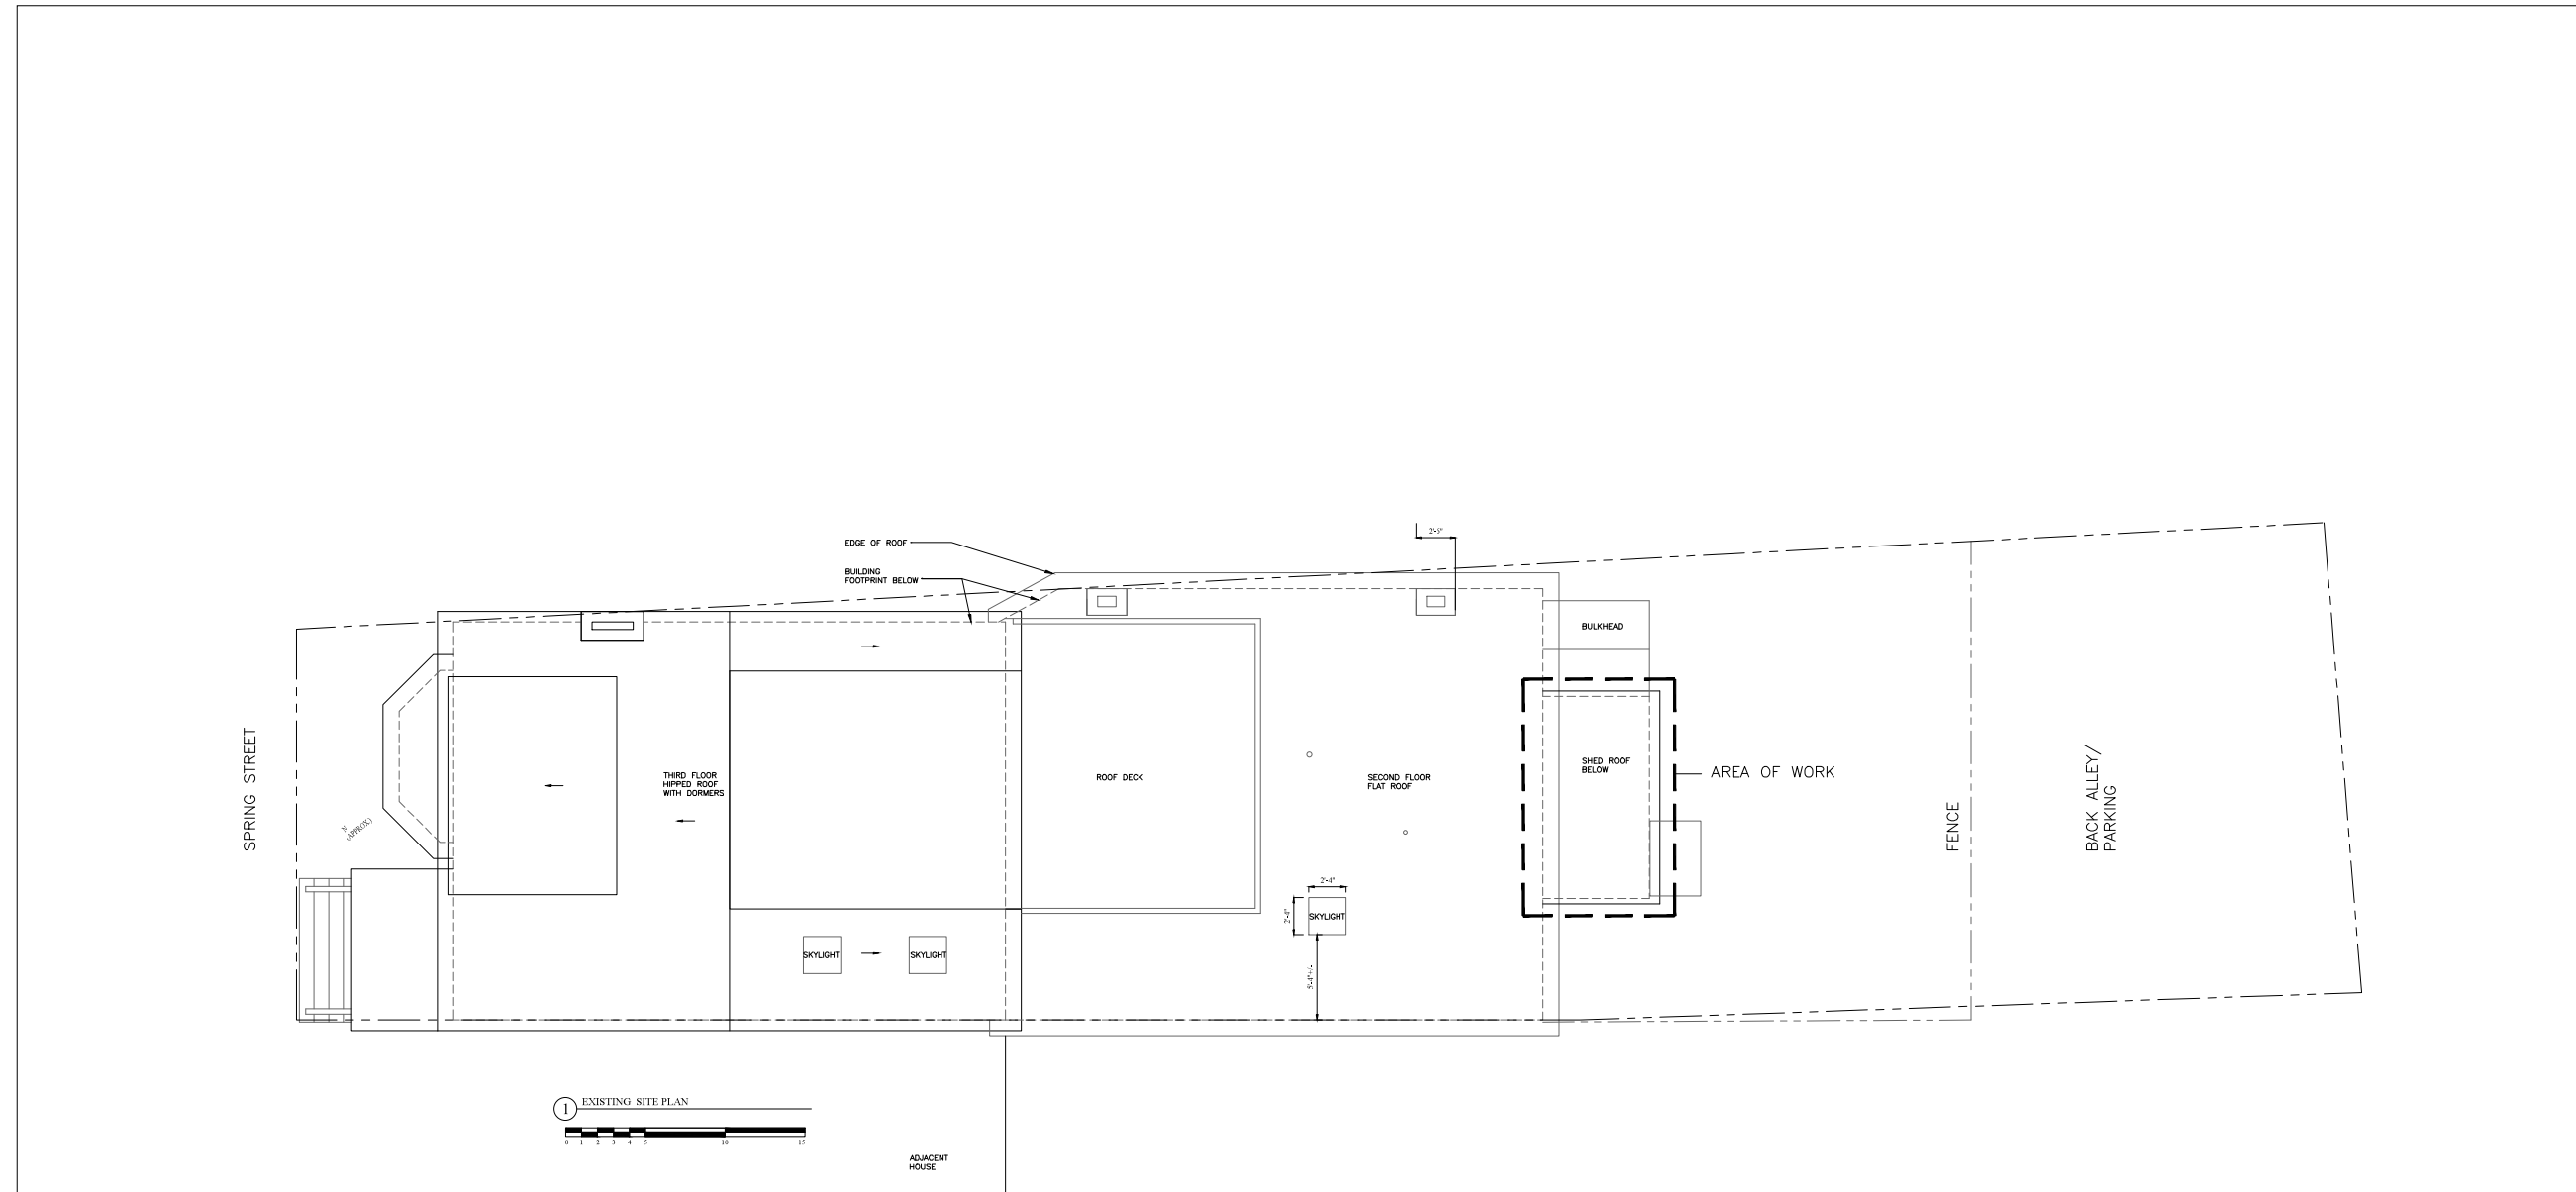 2'-6"
EDGE OF ROOF
BUILDING
FOOTPRINT BELOW
BULKHEAD
SPRING STREET
N
(APPROX.)
THIRD FLOOR
HIPPED ROOF
WITH DORMERS
ROOF DECK
SECOND FLOOR
FLAT ROOF
SHED ROOF
BELOW
AREA OF WORK
FENCE
BACK ALLEY/
PARKING
2'-4"
2'-4"
SKYLIGHT
SKYLIGHT
SKYLIGHT
5'-4"+/-
1
EXISTING SITE PLAN
0 1 2 3 4 5 10 15
ADJACENT
HOUSE